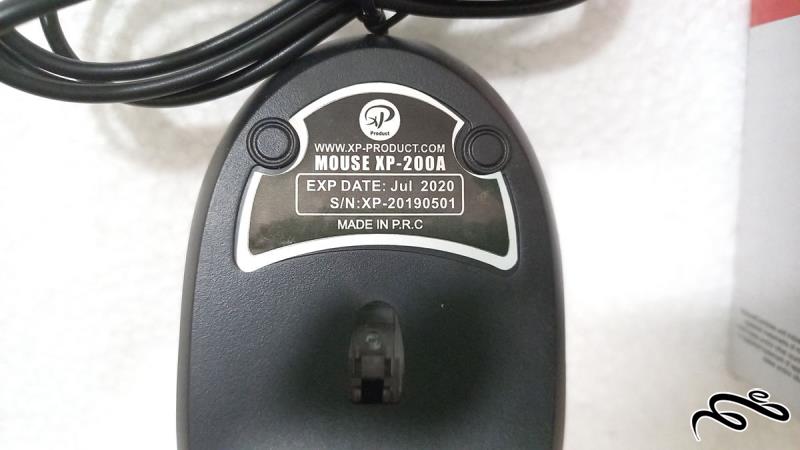 XP
Product
WWW.XP-PRODUCT.COM
MOUSE XP-200A
EXP DATE: Jul 2020
S/N:XP-20190501
MADE IN P.R.C